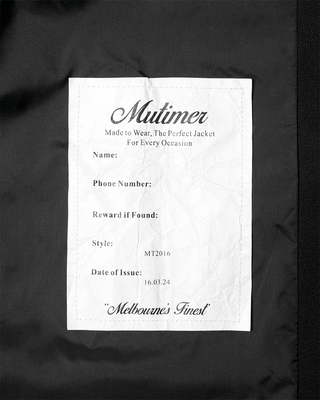 Mutimer
Made to Wear, The Perfect Jacket
For Every Occasion
Name:
Phone Number:
Reward if Found:
Style:
MT2016
Date of Issue:
16.03.24
"Melbourne's Finest"